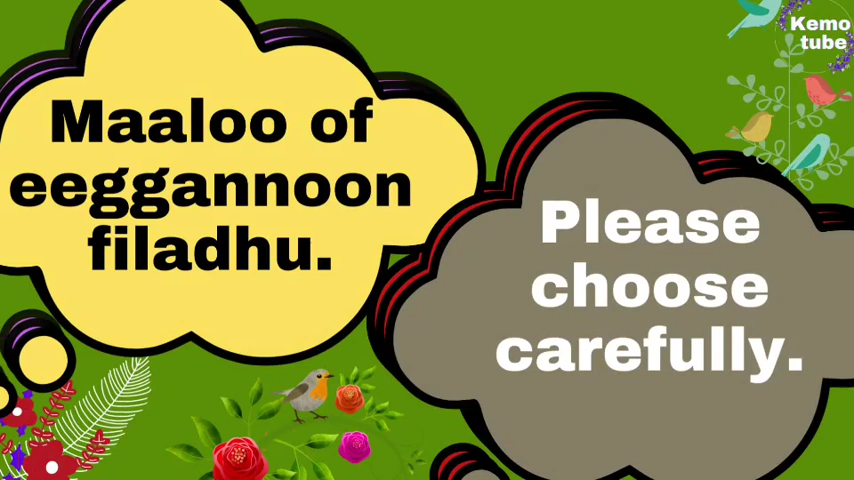 Maaloo of
eeggannoon
filadhu.
Please
choose
carefully.
Kemo
tube